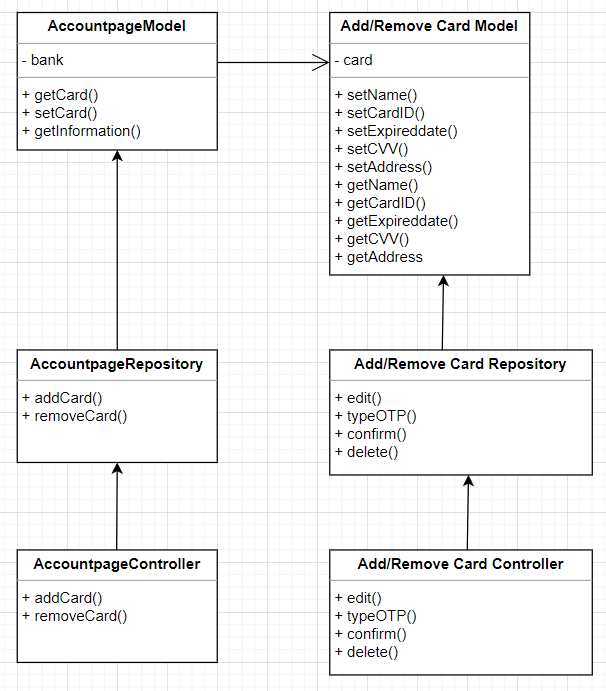 AccountpageModel
- bank
+ getCard()
+ setCard()
+ getInformation()
Add/Remove Card Model
- card
+ setName()
+ setCardID()
+ setExpireddate()
+ setCVV()
+ setAddress()
+ getName()
+ getCardID()
+ getExpireddate()
+ getCVV()
+ getAddress
AccountpageRepository
+ addCard()
+ removeCard()
Add/Remove Card Repository
+ edit()
+ typeOTP()
+ confirm()
+ delete()
AccountpageController
+ addCard()
+ removeCard()
Add/Remove Card Controller
+ edit()
+ typeOTP()
+ confirm()
+ delete()